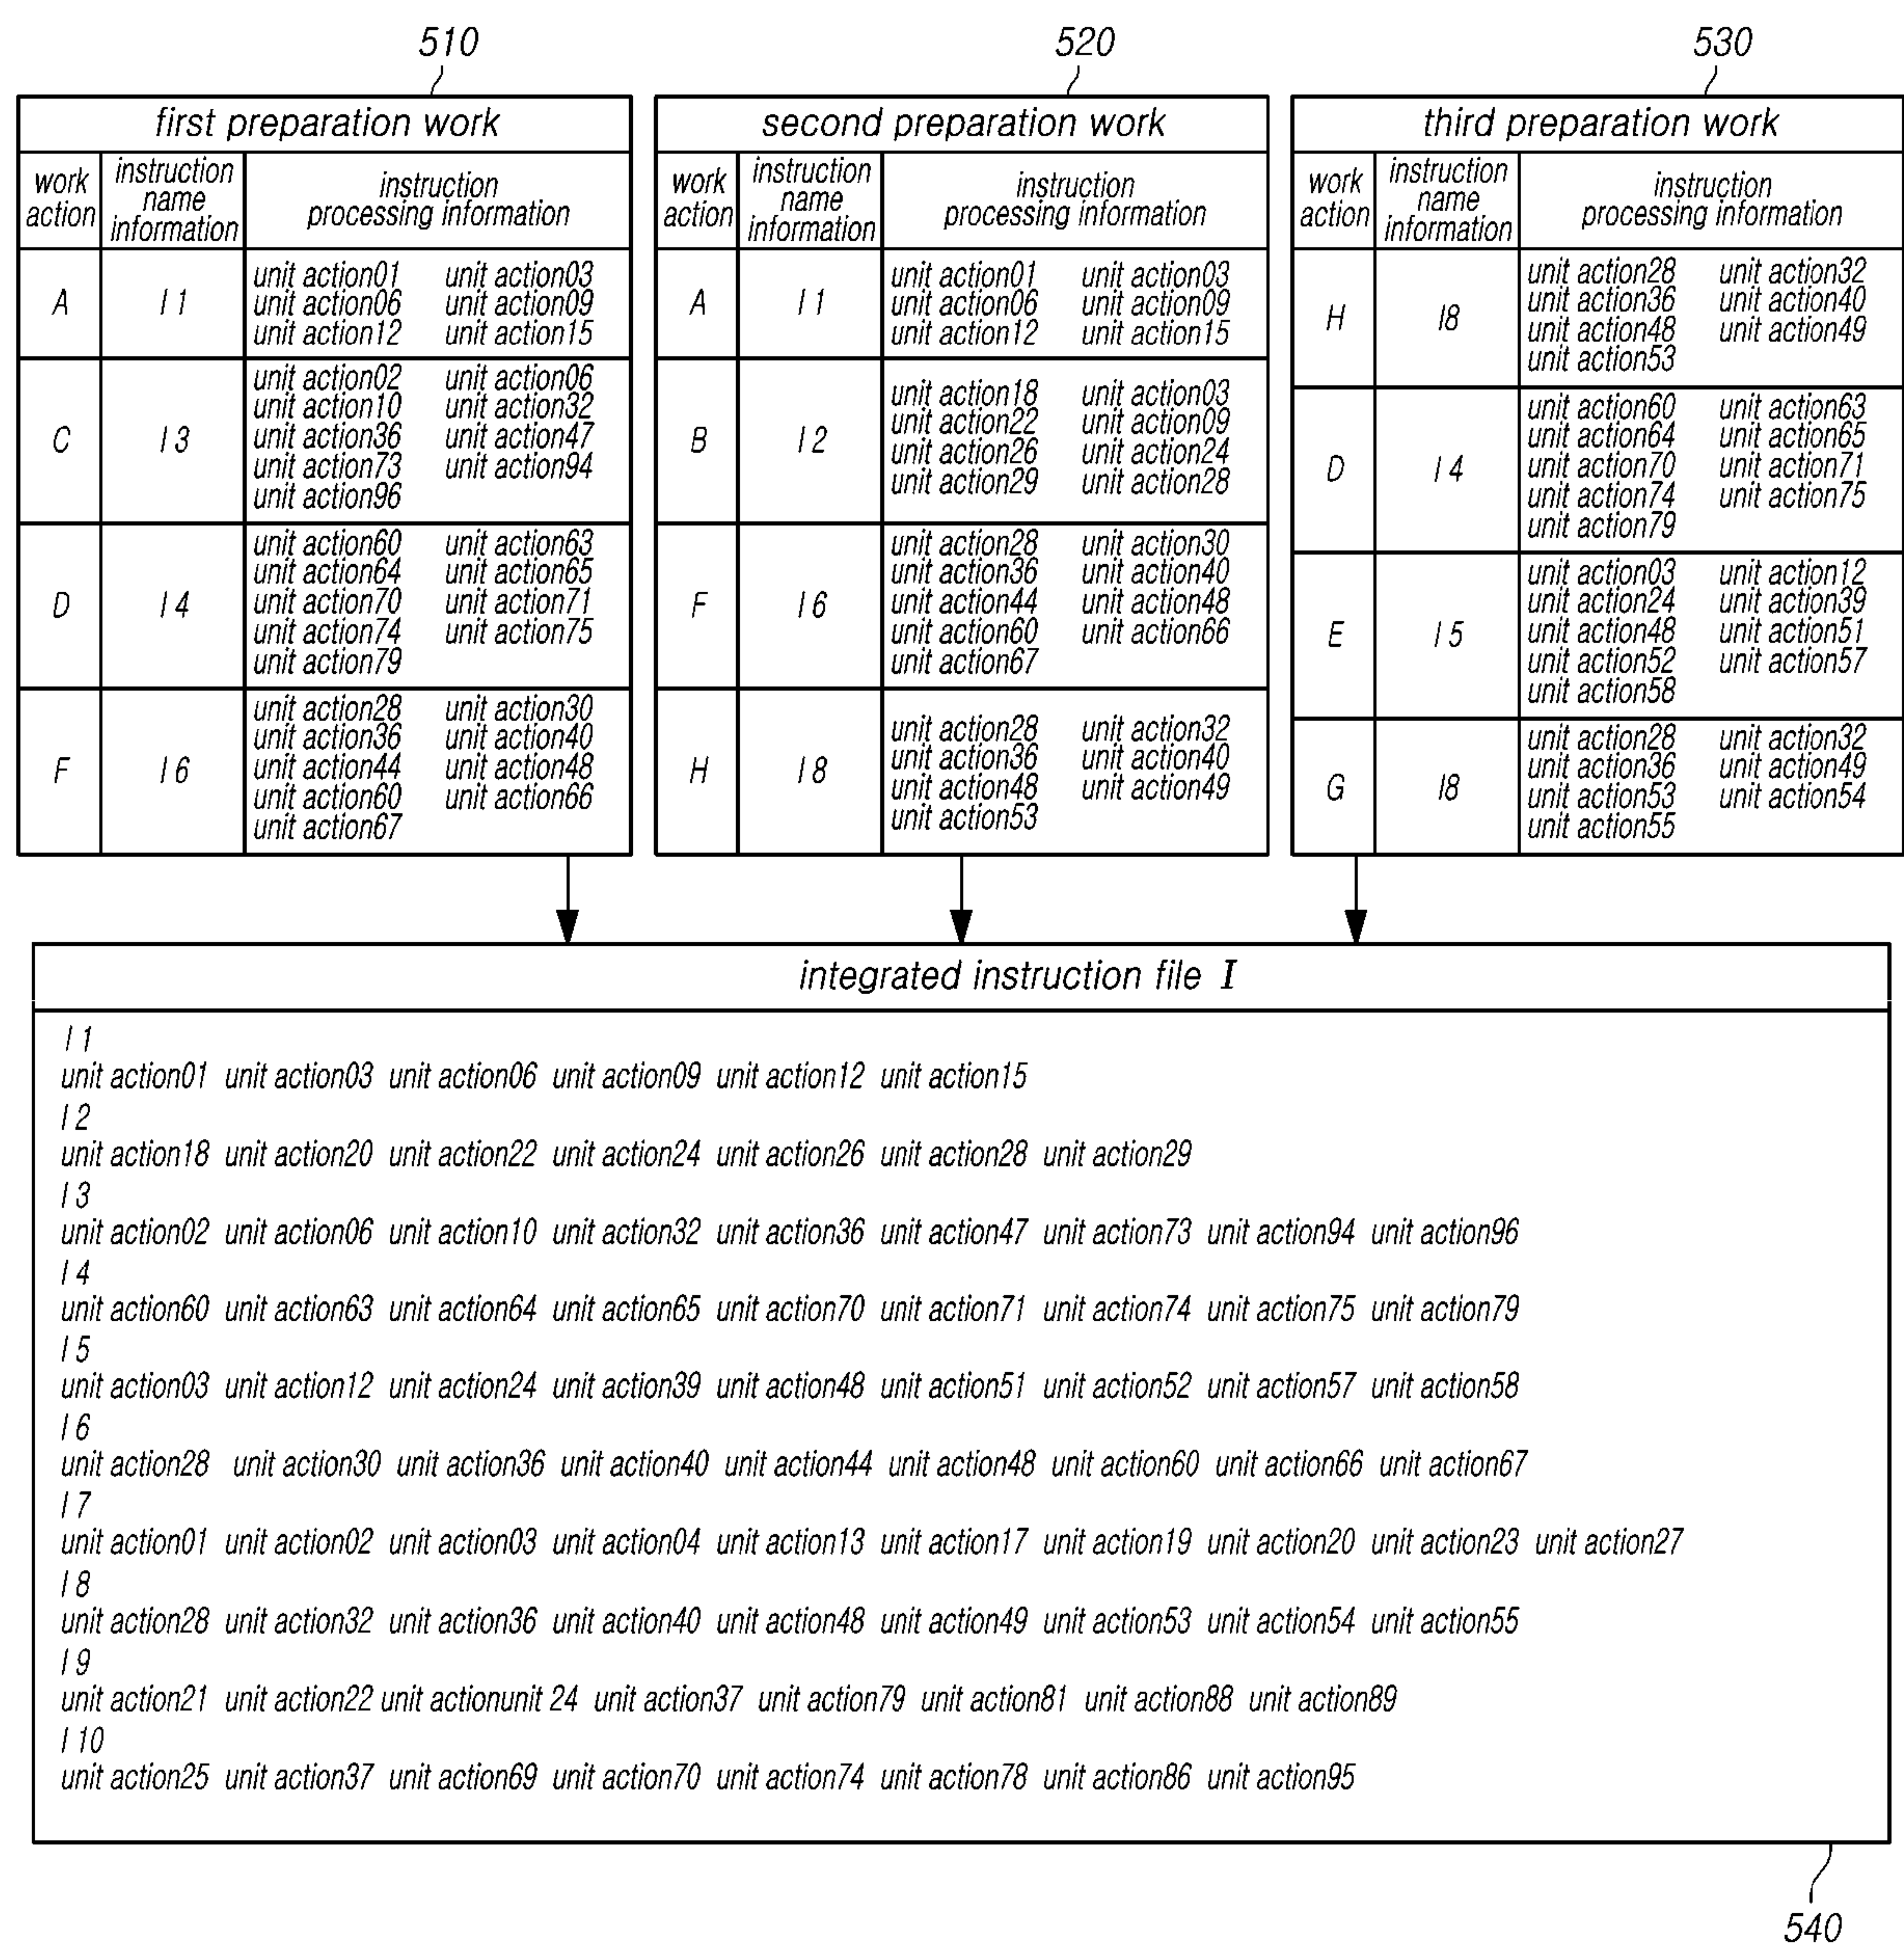 510
520
530
first preparation work
work action
instruction name information
instruction processing information
A
I 1
unit action01 unit action03
unit action06 unit action09
unit action12 unit action15
C
I 3
unit action02 unit action06
unit action10 unit action32
unit action36 unit action47
unit action73 unit action94
unit action96
D
I 4
unit action60 unit action63
unit action64 unit action65
unit action70 unit action71
unit action74 unit action75
unit action79
F
I 6
unit action28 unit action30
unit action36 unit action40
unit action44 unit action48
unit action60 unit action66
unit action67
second preparation work
work action
instruction name information
instruction processing information
A
I 1
unit action01 unit action03
unit action06 unit action09
unit action12 unit action15
B
I 2
unit action18 unit action03
unit action22 unit action09
unit action26 unit action24
unit action29 unit action28
F
I 6
unit action28 unit action30
unit action36 unit action40
unit action44 unit action48
unit action60 unit action66
unit action67
H
I 8
unit action28 unit action32
unit action36 unit action40
unit action48 unit action49
unit action53
third preparation work
work action
instruction name information
instruction processing information
H
I8
unit action28 unit action32
unit action36 unit action40
unit action48 unit action49
unit action53
D
I 4
unit action60 unit action63
unit action64 unit action65
unit action70 unit action71
unit action74 unit action75
unit action79
E
I 5
unit action03 unit action12
unit action24 unit action39
unit action48 unit action51
unit action52 unit action57
unit action58
G
I8
unit action28 unit action32
unit action36 unit action49
unit action53 unit action54
unit action55
integrated instruction file I
I 1
unit action01 unit action03 unit action06 unit action09 unit action12 unit action15
I 2
unit action18 unit action20 unit action22 unit action24 unit action26 unit action28 unit action29
I 3
unit action02 unit action06 unit action10 unit action32 unit action36 unit action47 unit action73 unit action94 unit action96
I 4
unit action60 unit action63 unit action64 unit action65 unit action70 unit action71 unit action74 unit action75 unit action79
I 5
unit action03 unit action12 unit action24 unit action39 unit action48 unit action51 unit action52 unit action57 unit action58
I 6
unit action28 unit action30 unit action36 unit action40 unit action44 unit action48 unit action60 unit action66 unit action67
I 7
unit action01 unit action02 unit action03 unit action04 unit action13 unit action17 unit action19 unit action20 unit action23 unit action27
I 8
unit action28 unit action32 unit action36 unit action40 unit action48 unit action49 unit action53 unit action54 unit action55
I 9
unit action21 unit action22 unit actionunit 24 unit action37 unit action79 unit action81 unit action88 unit action89
I 10
unit action25 unit action37 unit action69 unit action70 unit action74 unit action78 unit action86 unit action95
540